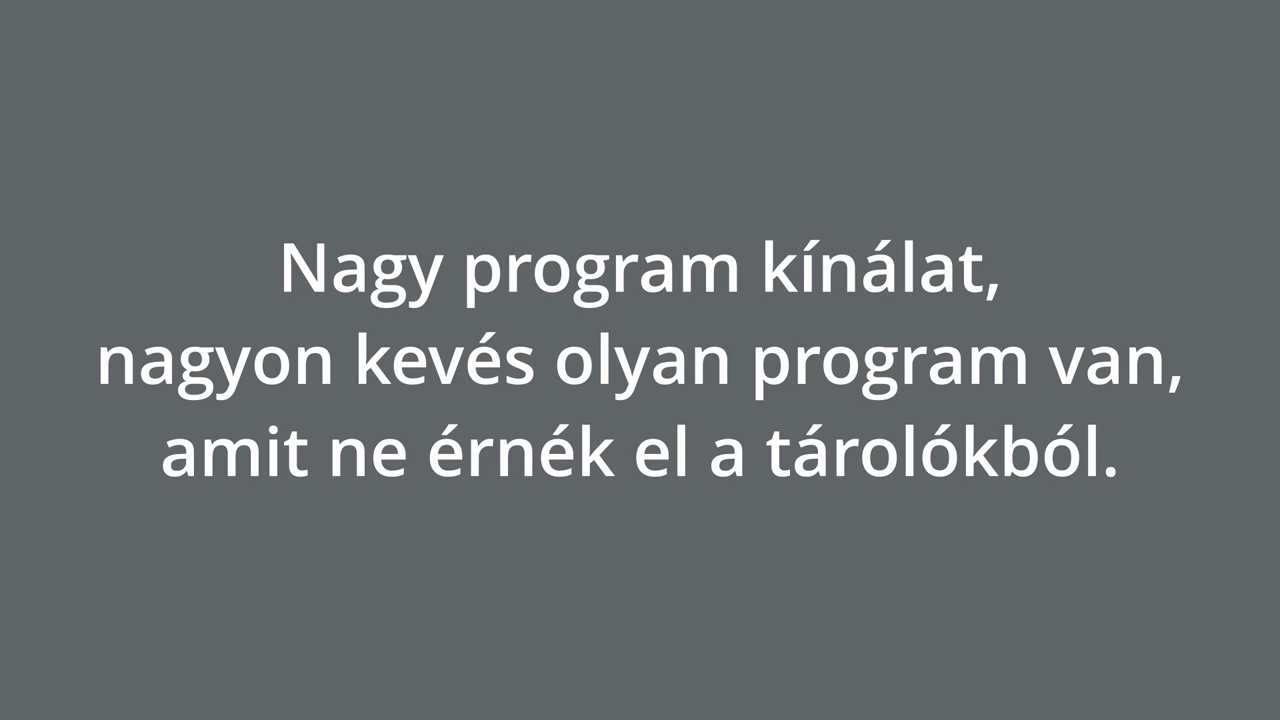 Nagy program kínálat,
nagyon kevés olyan program van,
amit ne érnék el a tárolókból.